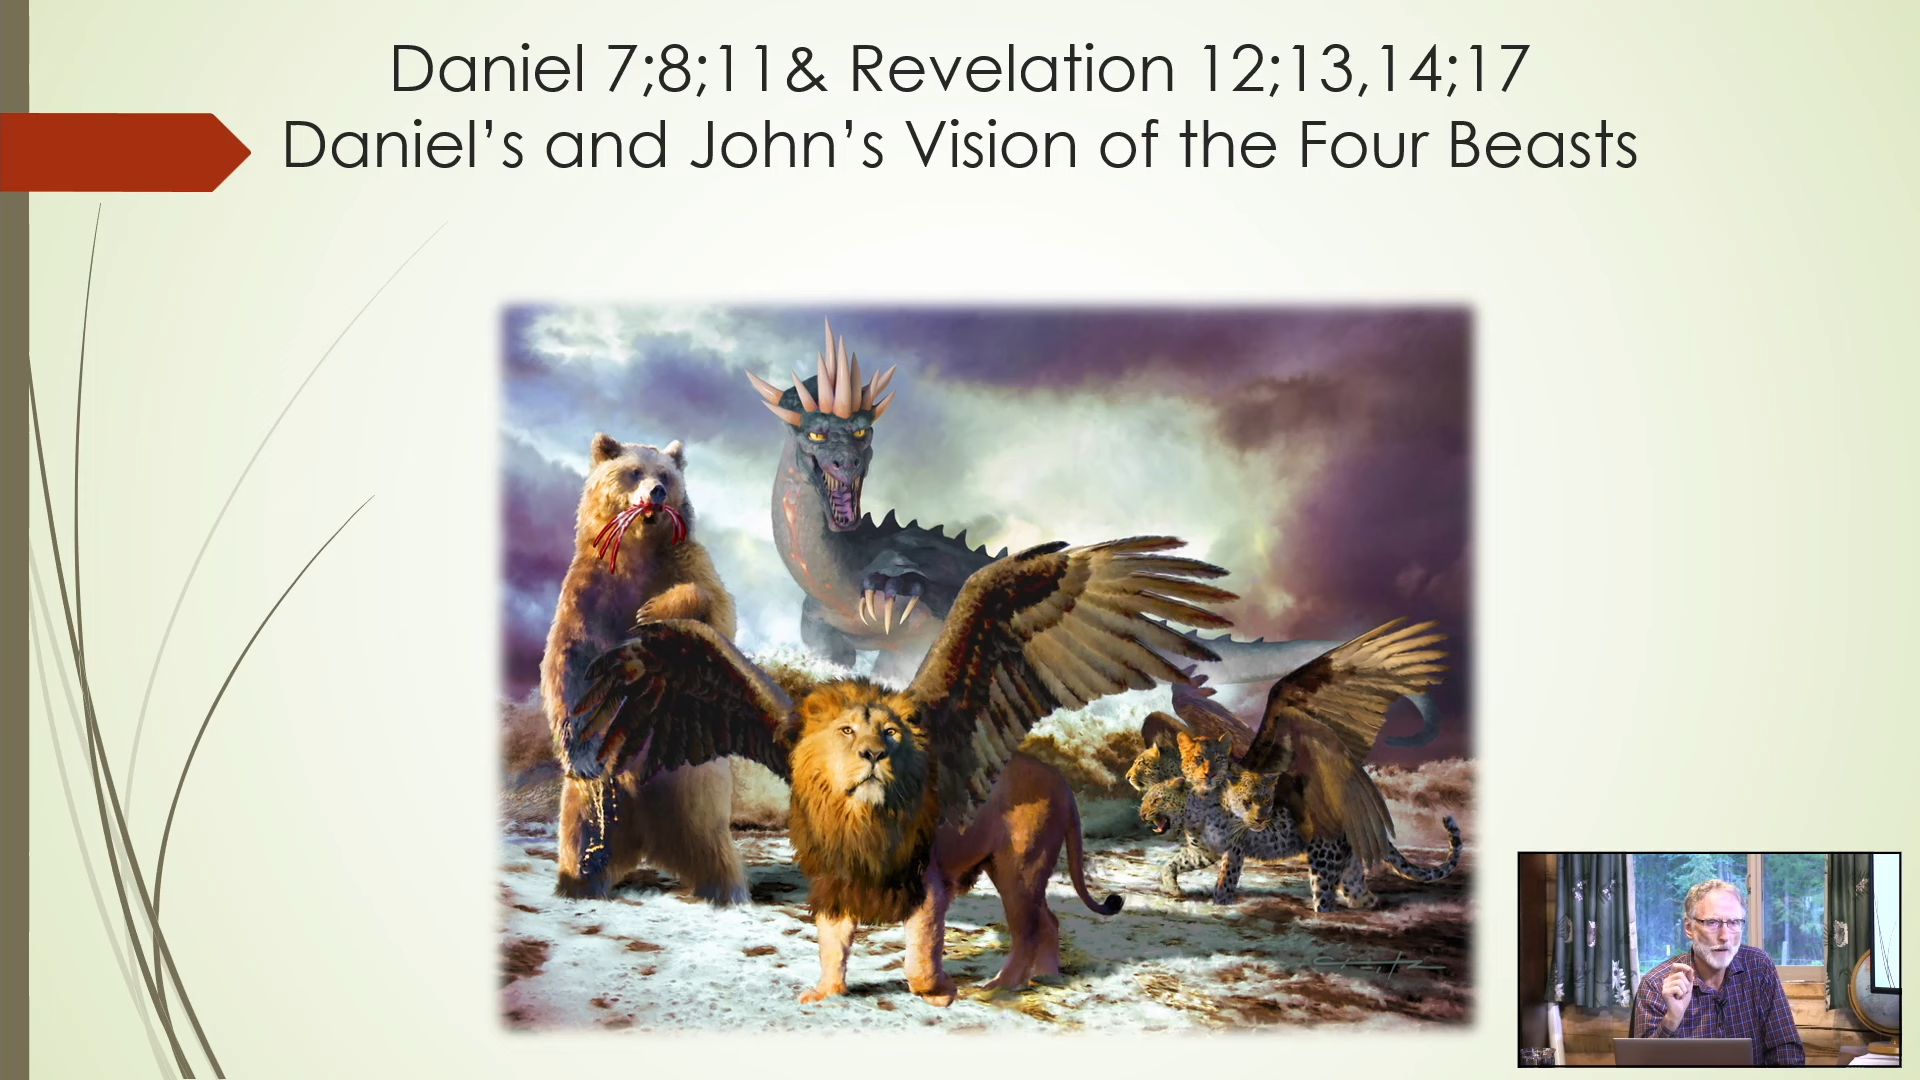 Daniel 7;8;11& Revelation 12;13,14;17
Daniel’s and John’s Vision of the Four Beasts